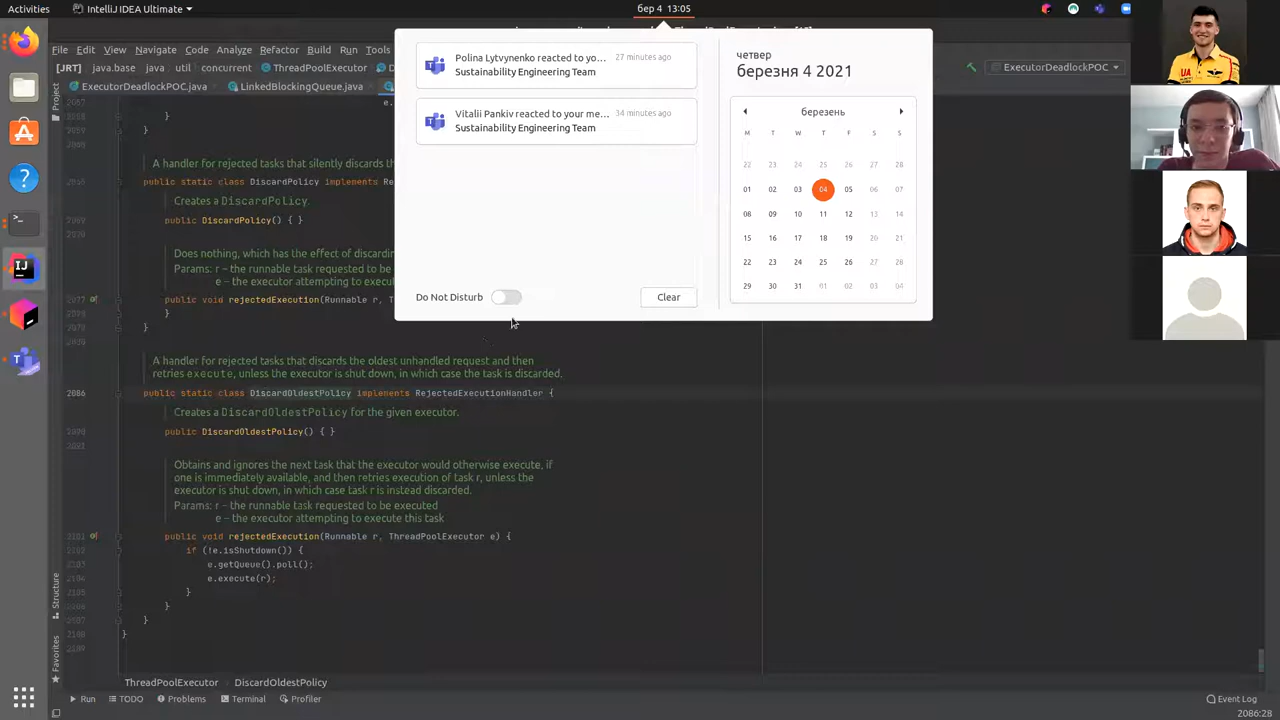 Activities
IntelliJ IDEA Ultimate
бер 4 13:05
File Edit View Navigate Code Analyze Refactor Build Run Tools
[JRT] java.base java util concurrent ThreadPoolExecutor
ExecutorDeadlockPOC
ExecutorDeadlockPOC.java LinkedBlockingQueue.java
Polina Lytvynenko reacted to yo… 27 minutes ago
Sustainability Engineering Team
Vitalii Pankiv reacted to your me… 34 minutes ago
Sustainability Engineering Team
Do Not Disturb
Clear
четвер
березня 4 2021
березень
M T W T F S S
22 23 24 25 26 27 28
01 02 03 04 05 06 07
08 09 10 11 12 13 14
15 16 17 18 19 20 21
22 23 24 25 26 27 28
29 30 31 01 02 03 04
Project
A handler for rejected tasks that silently discards th
public static class DiscardPolicy implements R
Creates a DiscardPolicy.
public DiscardPolicy() { }
Does nothing, which has the effect of discardin
Params: r – the runnable task requested to be
e – the executor attempting to execute t
public void rejectedExecution(Runnable r, T
}
}
A handler for rejected tasks that discards the oldest unhandled request and then
retries execute, unless the executor is shut down, in which case the task is discarded.
2086 public static class DiscardOldestPolicy implements RejectedExecutionHandler {
Creates a DiscardOldestPolicy for the given executor.
public DiscardOldestPolicy() { }
Obtains and ignores the next task that the executor would otherwise execute, if
one is immediately available, and then retries execution of task r, unless the
executor is shut down, in which case task r is instead discarded.
Params: r – the runnable task requested to be executed
e – the executor attempting to execute this task
public void rejectedExecution(Runnable r, ThreadPoolExecutor e) {
if (!e.isShutdown()) {
e.getQueue().poll();
e.execute(r);
}
}
}
}
Structure
Favorites
ThreadPoolExecutor DiscardOldestPolicy
Run TODO Problems Terminal Profiler
Event Log
2086:28
UA